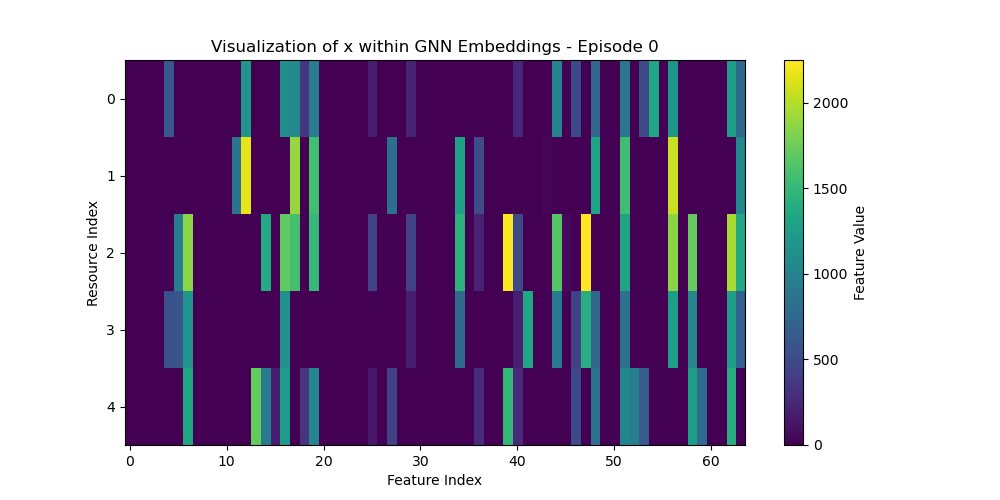 Visualization of x within GNN Embeddings - Episode 0
0
1
2
3
4
Resource Index
0 10 20 30 40 50 60
Feature Index
2000
1500
1000
500
0
Feature Value